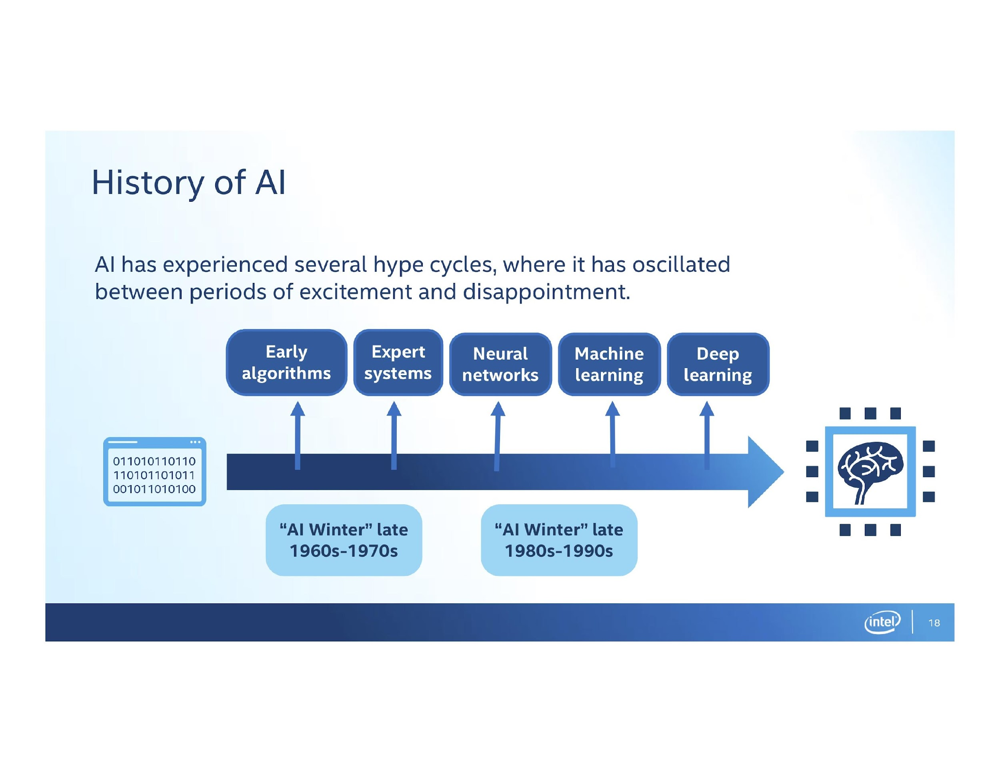 History of AI
AI has experienced several hype cycles, where it has oscillated
between periods of excitement and disappointment.
Early
algorithms
Expert
systems
Neural
networks
Machine
learning
Deep
learning
011010110110
110101101011
001011010100
“AI Winter” late
1960s-1970s
“AI Winter” late
1980s-1990s
intel
18